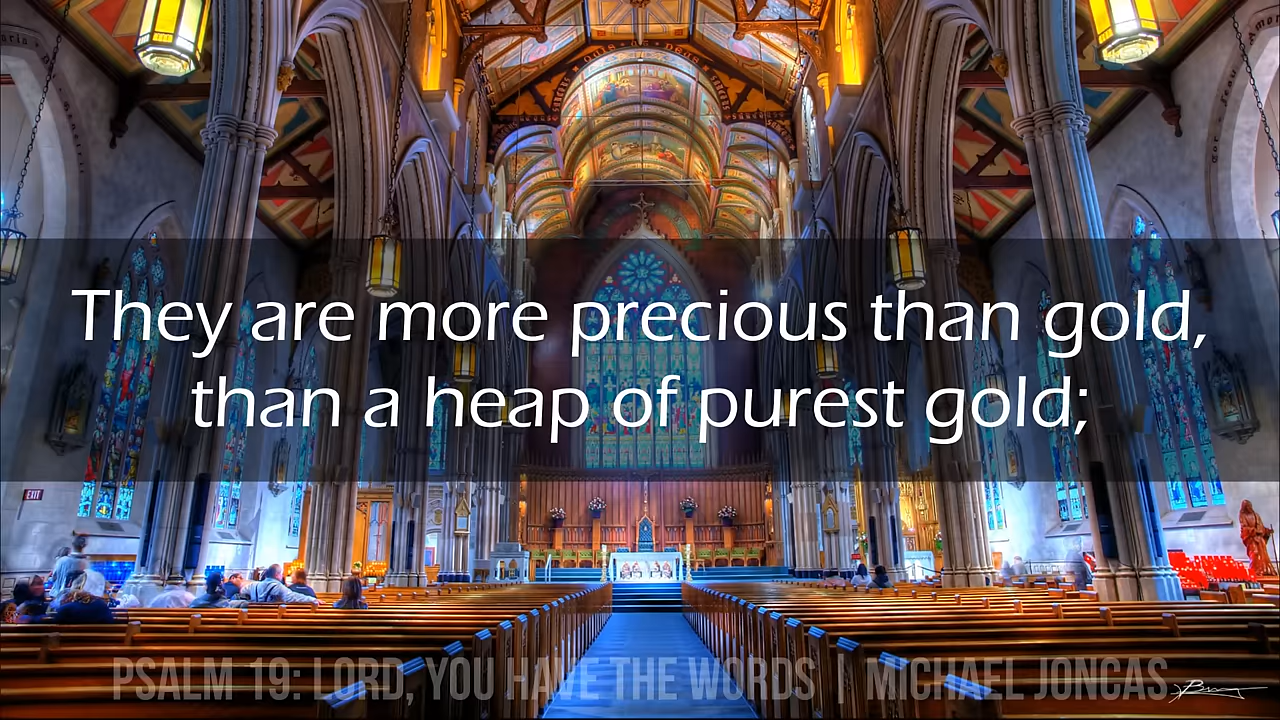 They are more precious than gold,
than a heap of purest gold;
EXIT
PSALM 19: LORD, YOU HAVE THE WORDS | MICHAEL JONCAS